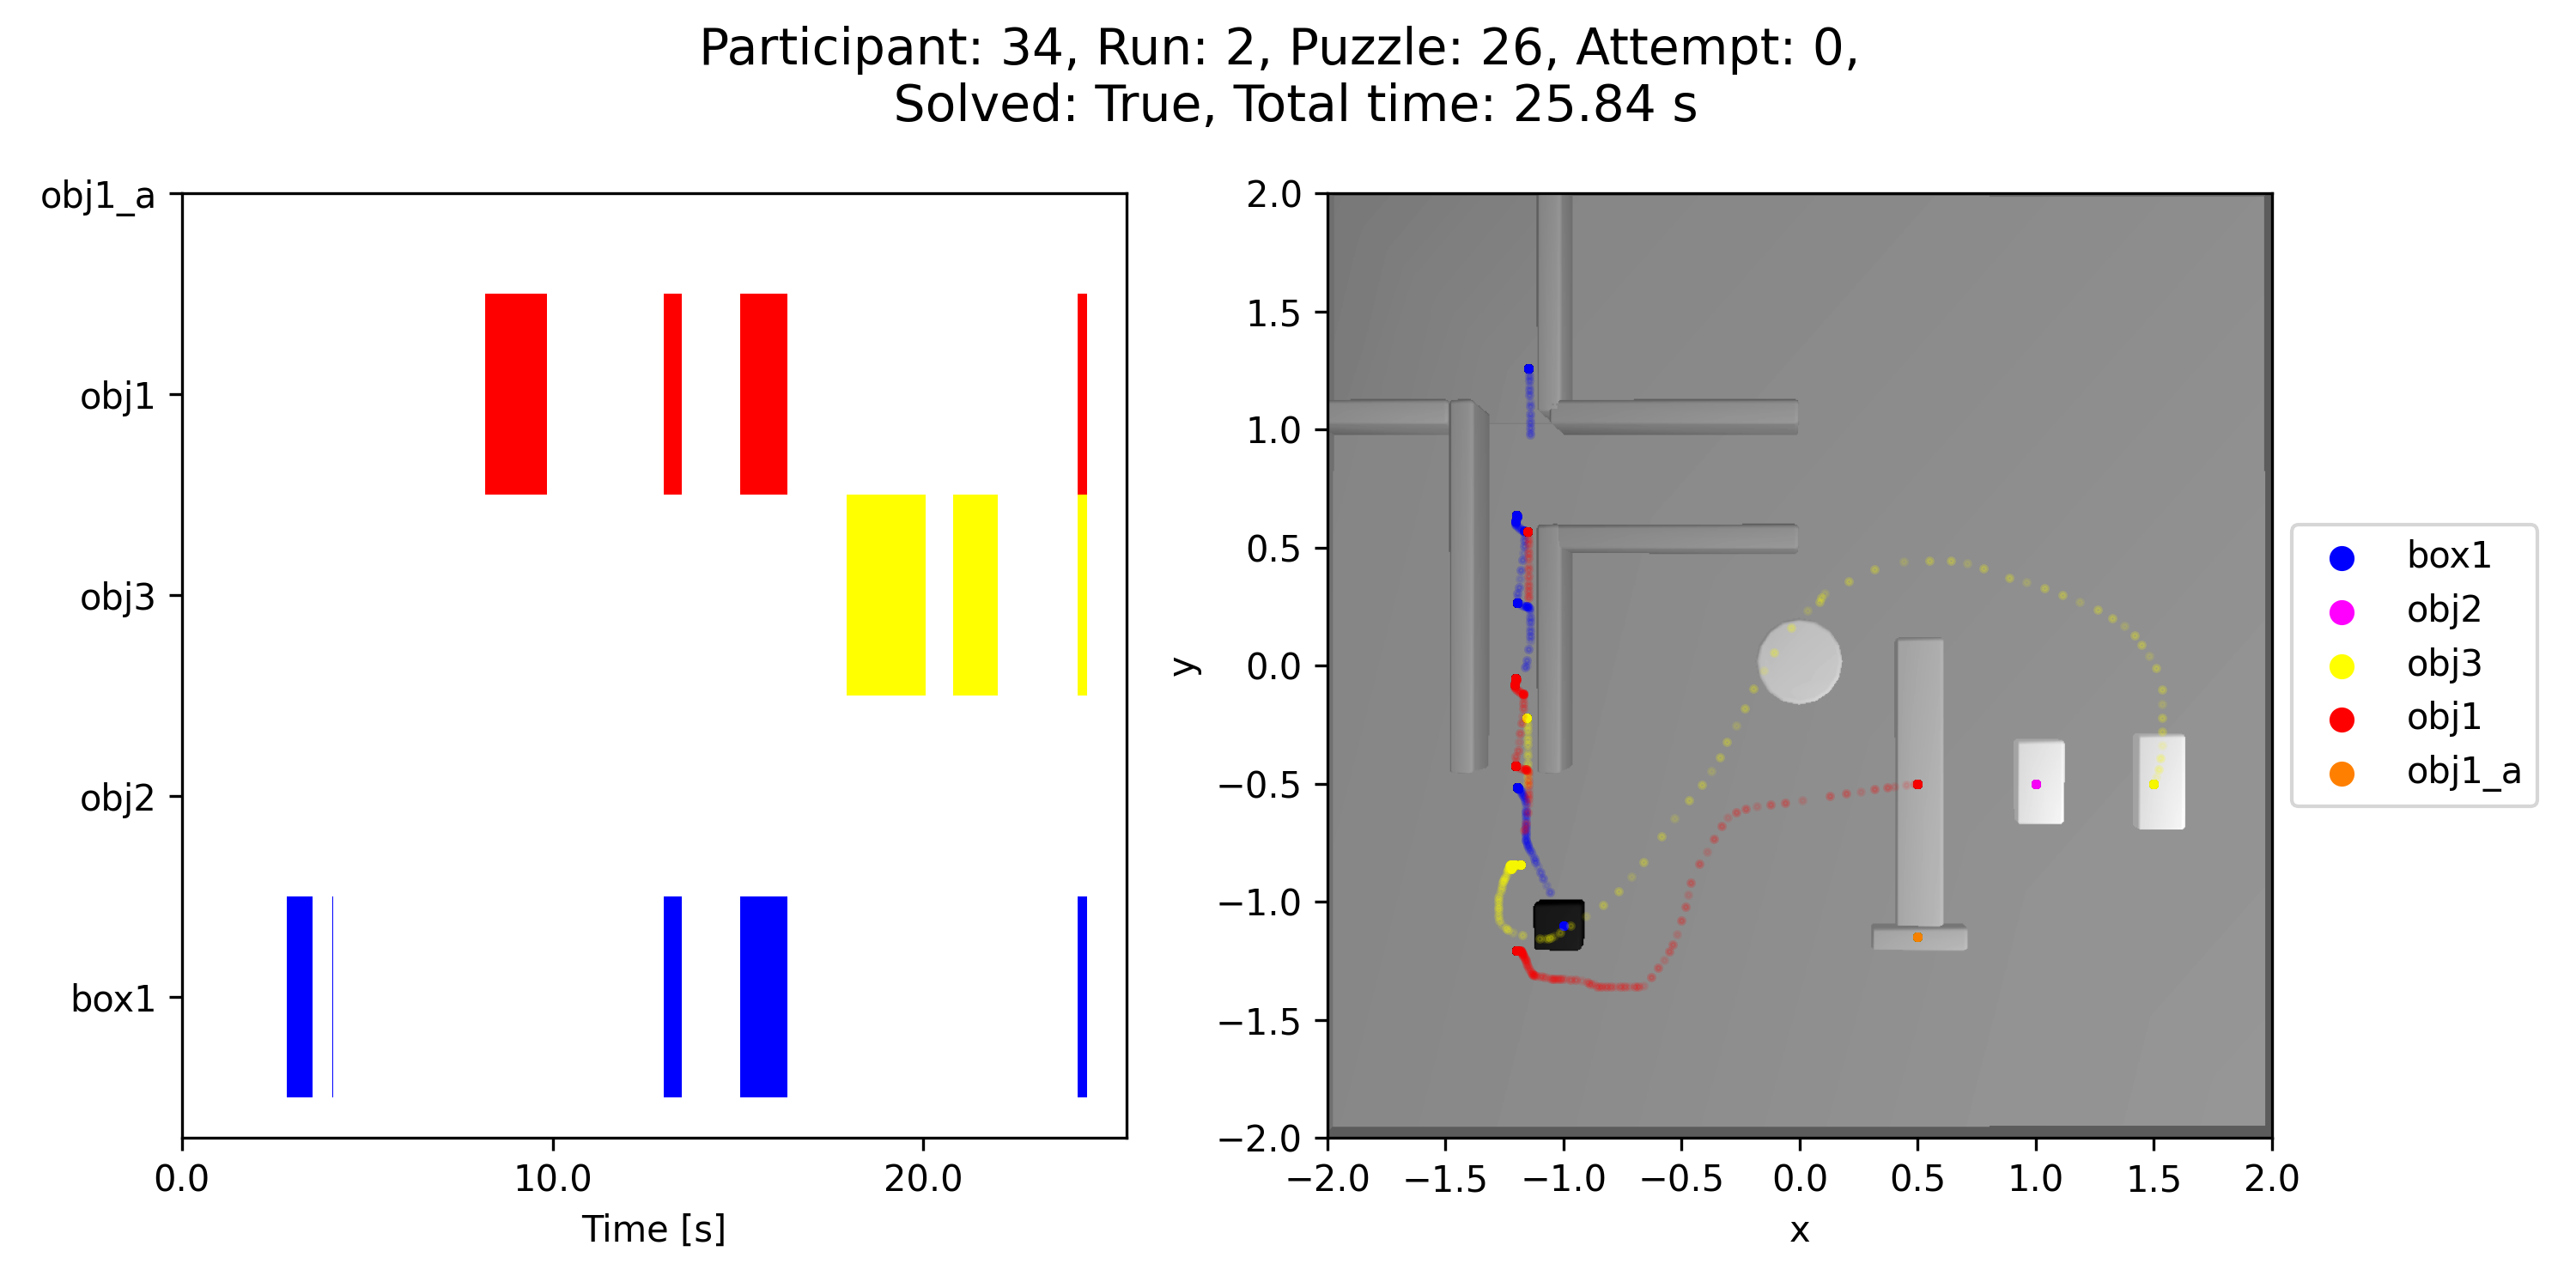 Participant: 34, Run: 2, Puzzle: 26, Attempt: 0,
Solved: True, Total time: 25.84 s
obj1_a
obj1
obj3
obj2
box1
0.0
10.0
20.0
Time [s]
2.0
1.5
1.0
0.5
0.0
−0.5
−1.0
−1.5
−2.0
y
−2.0
−1.5
−1.0
−0.5
0.0
0.5
1.0
1.5
2.0
x
box1
obj2
obj3
obj1
obj1_a